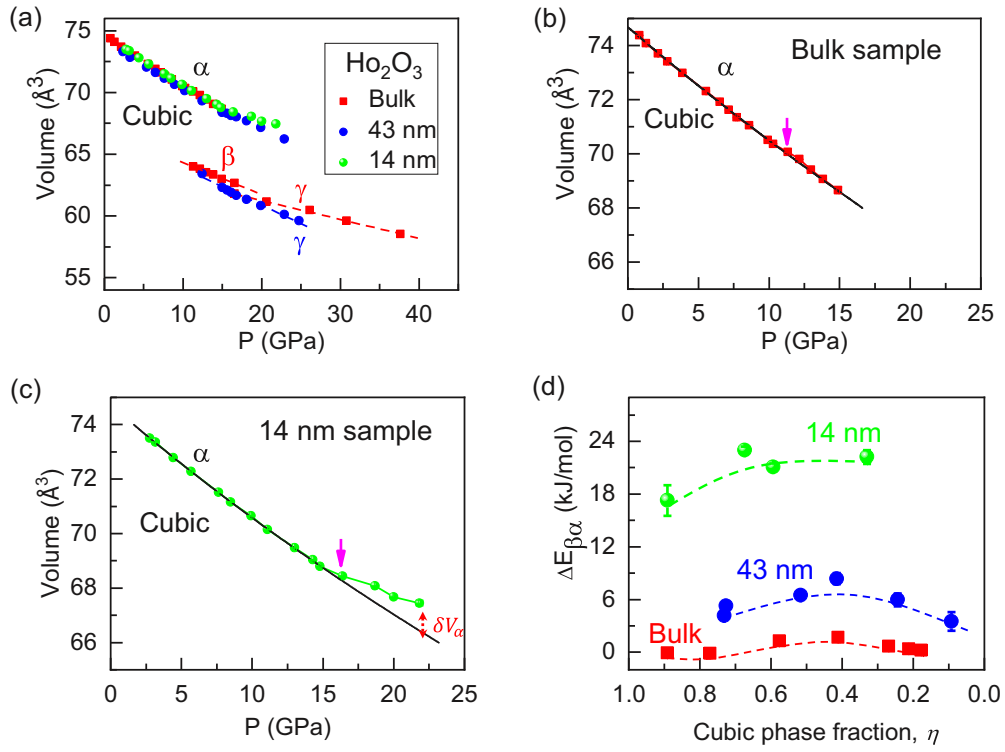 (a)
75
70
65
60
55
Volume (Å³)
α
Cubic
β
γ
γ
Ho₂O₃
Bulk
43 nm
14 nm
0 10 20 30 40
P (GPa)
(b)
74
72
70
68
66
Volume (Å³)
α
Cubic
Bulk sample
0 5 10 15 20 25
P (GPa)
(c)
74
72
70
68
66
Volume (Å³)
α
Cubic
14 nm sample
δVα
0 5 10 15 20 25
P (GPa)
(d)
24
18
12
6
0
ΔEβα (kJ/mol)
14 nm
43 nm
Bulk
1.0 0.8 0.6 0.4 0.2 0.0
Cubic phase fraction, η